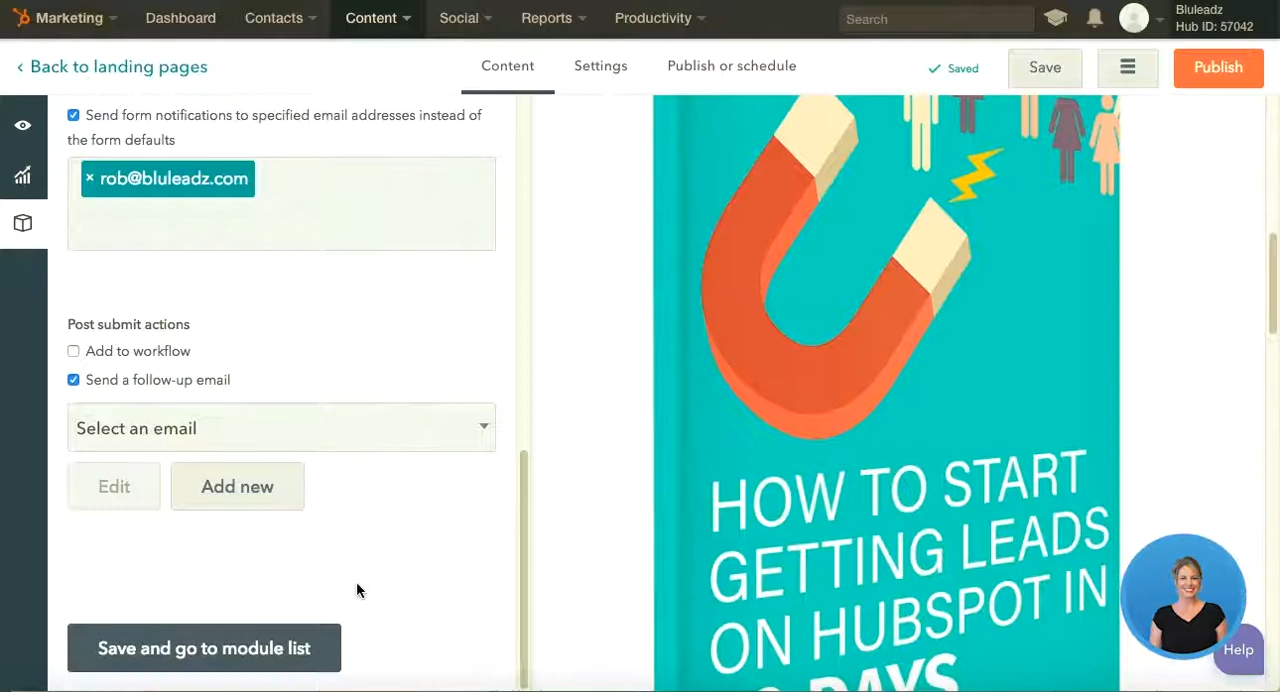 Marketing Dashboard Contacts Content Social Reports Productivity Search Bluleadz
Hub ID: 57042
‹ Back to landing pages Content Settings Publish or schedule Saved Save Publish
Send form notifications to specified email addresses instead of
the form defaults
× rob@bluleadz.com
Post submit actions
Add to workflow
Send a follow-up email
Select an email
Edit Add new
Save and go to module list
HOW TO START
GETTING LEADS
ON HUBSPOT IN
DAYS
Help